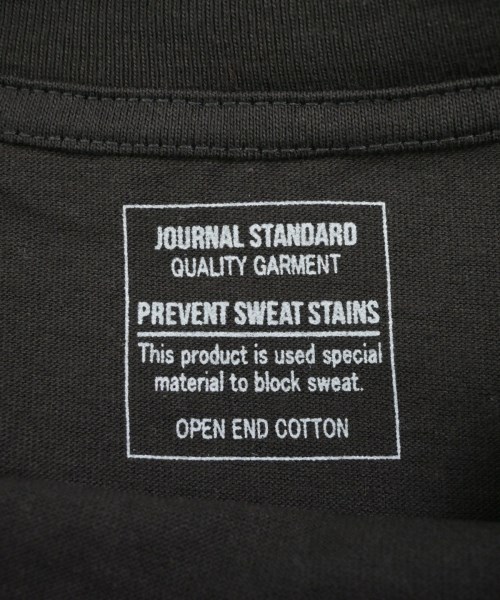 JOURNAL STANDARD
QUALITY GARMENT
PREVENT SWEAT STAINS
This product is used special
material to block sweat.
OPEN END COTTON